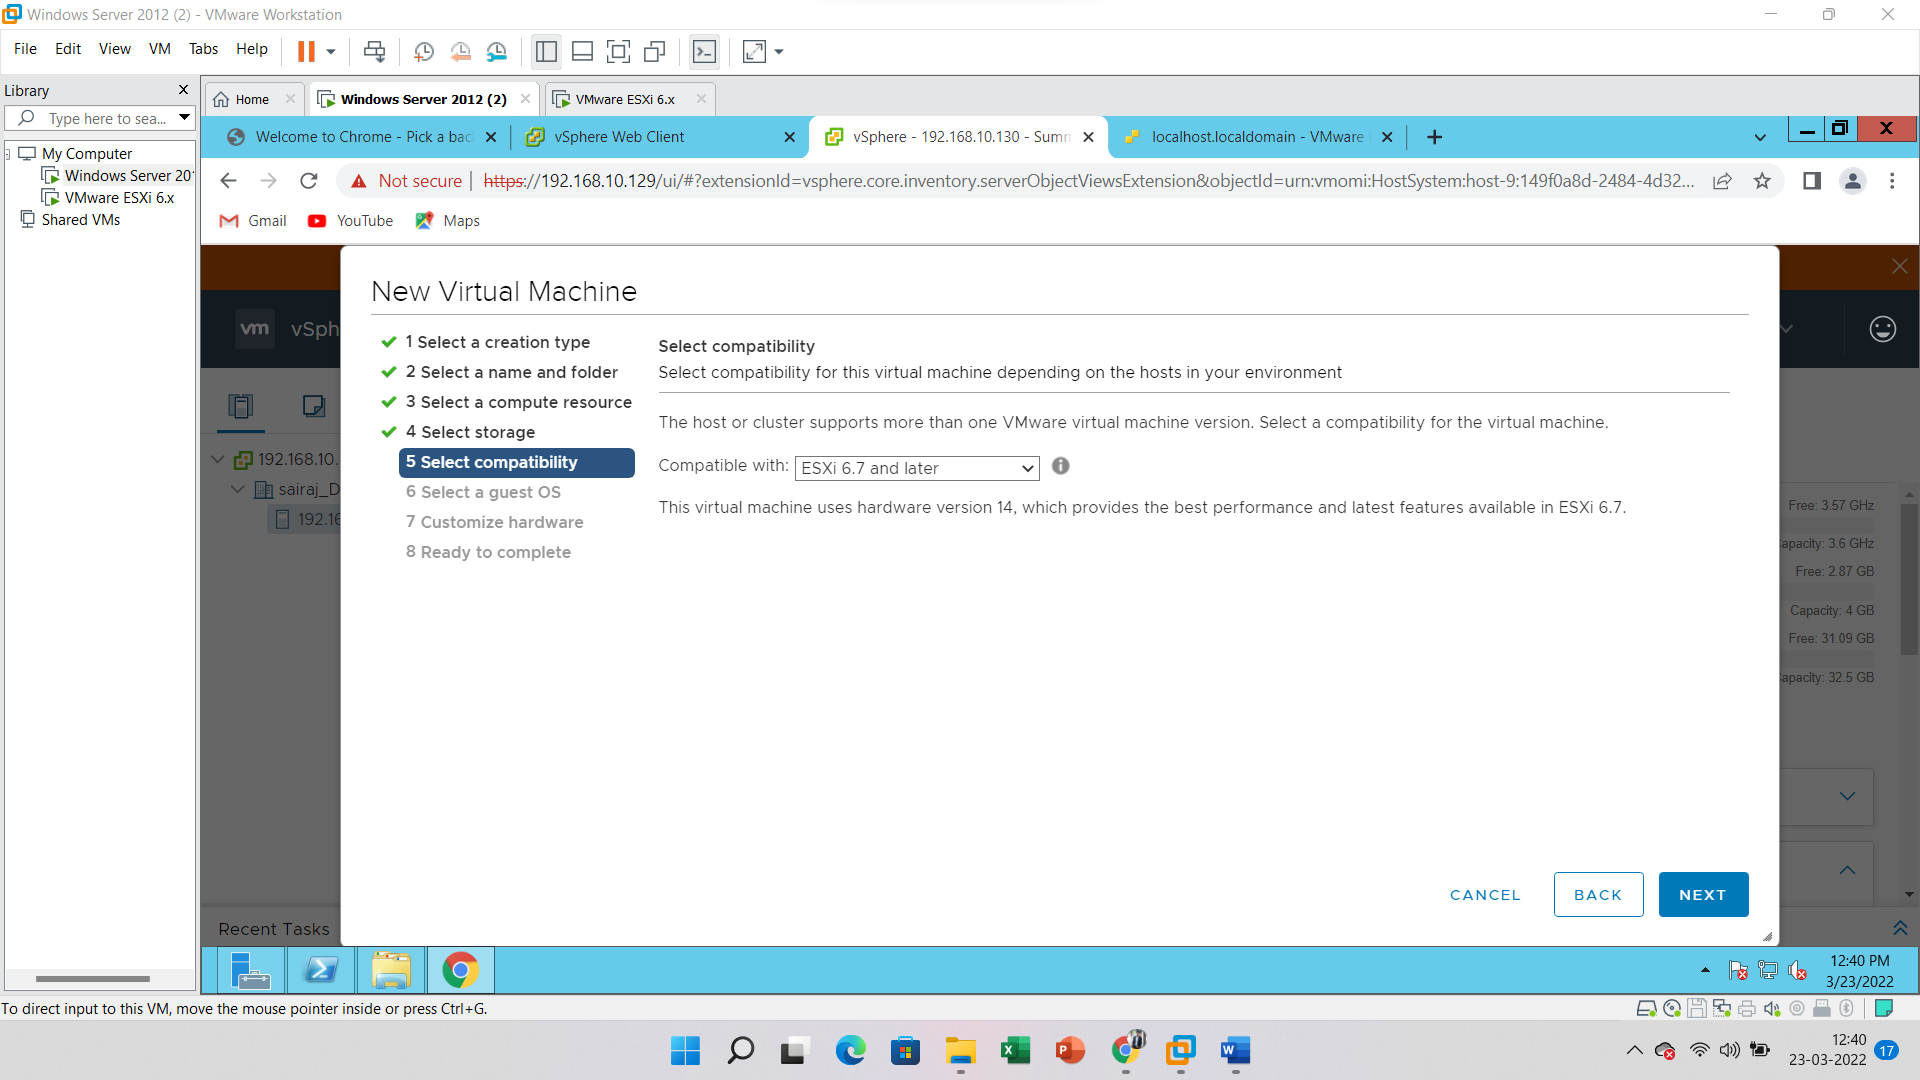 Windows Server 2012 (2) - VMware Workstation
File Edit View VM Tabs Help
Library
Type here to sea...
My Computer
Windows Server 20
VMware ESXi 6.x
Shared VMs
Home
Windows Server 2012 (2)
VMware ESXi 6.x
Welcome to Chrome - Pick a bac
vSphere Web Client
vSphere - 192.168.10.130 - Summ
localhost.localdomain - VMware
Not secure
https://192.168.10.129/ui/#?extensionId=vsphere.core.inventory.serverObjectViewsExtension&objectId=urn:vmomi:HostSystem:host-9:149f0a8d-2484-4d32...
Gmail YouTube Maps
vm vSph
192.168.10.
sairaj_D
192.16
New Virtual Machine
1 Select a creation type
2 Select a name and folder
3 Select a compute resource
4 Select storage
5 Select compatibility
6 Select a guest OS
7 Customize hardware
8 Ready to complete
Select compatibility
Select compatibility for this virtual machine depending on the hosts in your environment
The host or cluster supports more than one VMware virtual machine version. Select a compatibility for the virtual machine.
Compatible with: ESXi 6.7 and later
This virtual machine uses hardware version 14, which provides the best performance and latest features available in ESXi 6.7.
Free: 3.57 GHz
apacity: 3.6 GHz
Free: 2.87 GB
Capacity: 4 GB
Free: 31.09 GB
apacity: 32.5 GB
CANCEL BACK NEXT
Recent Tasks
12:40 PM
3/23/2022
To direct input to this VM, move the mouse pointer inside or press Ctrl+G.
12:40
23-03-2022
17